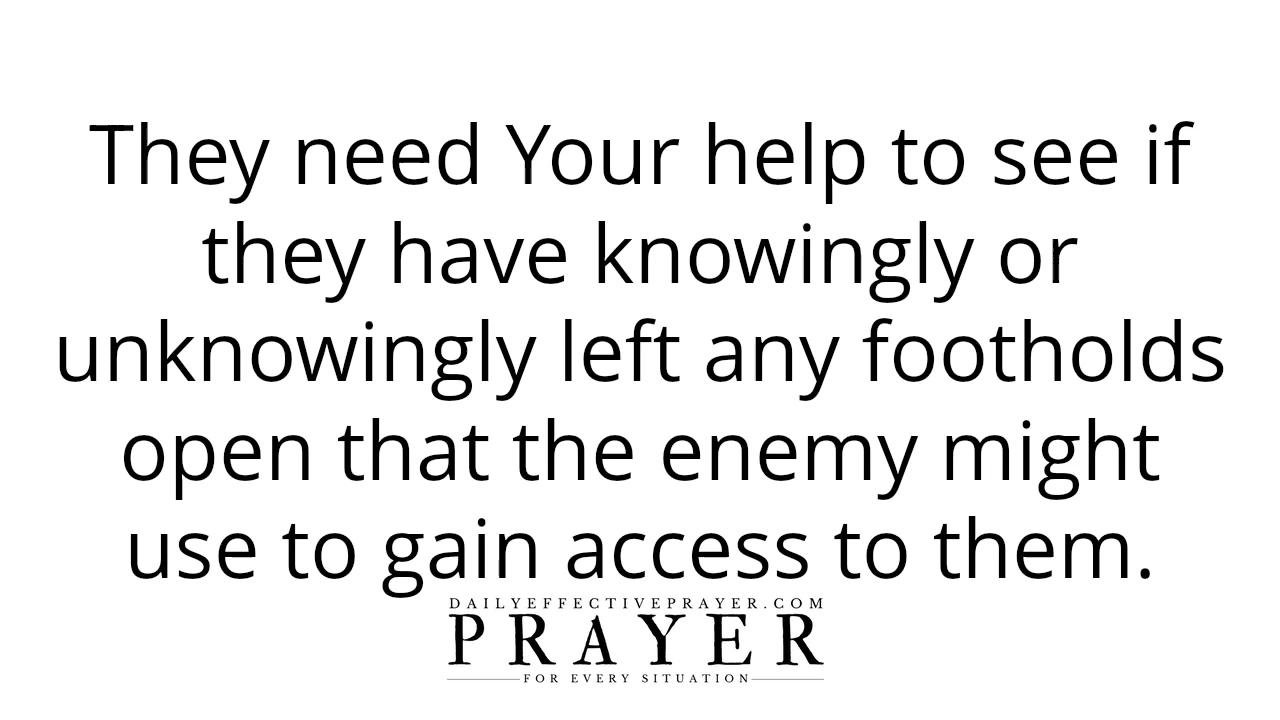 They need Your help to see if
they have knowingly or
unknowingly left any footholds
open that the enemy might
use to gain access to them.
DAILYEFFECTIVEPRAYER.COM
PRAYER
FOR EVERY SITUATION